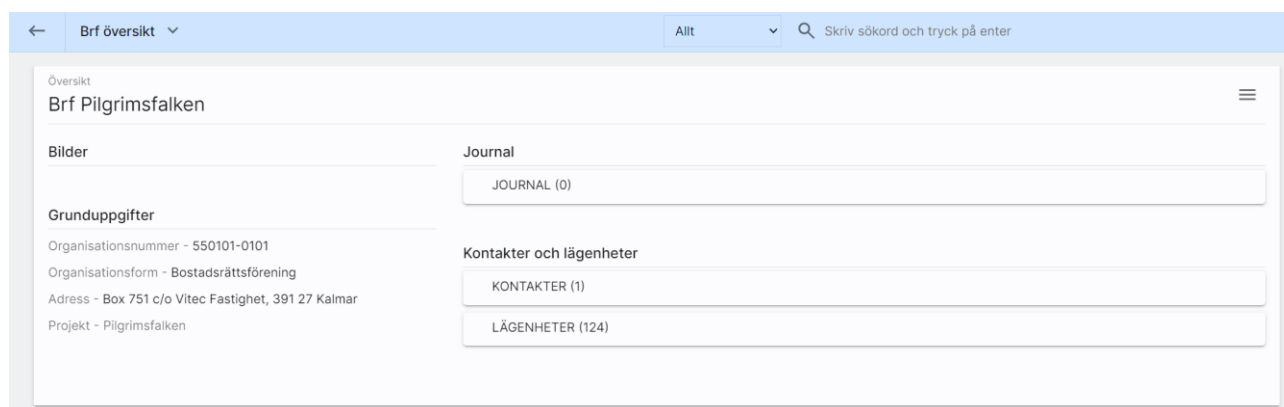 Brf översikt
Allt
Skriv sökord och tryck på enter
Översikt
Brf Pilgrimsfalken
Bilder
Grunduppgifter
Organisationsnummer - 550101-0101
Organisationsform - Bostadsrättsförening
Adress - Box 751 c/o Vitec Fastighet, 391 27 Kalmar
Projekt - Pilgrimsfalken
Journal
JOURNAL (0)
Kontakter och lägenheter
KONTAKTER (1)
LÄGENHETER (124)